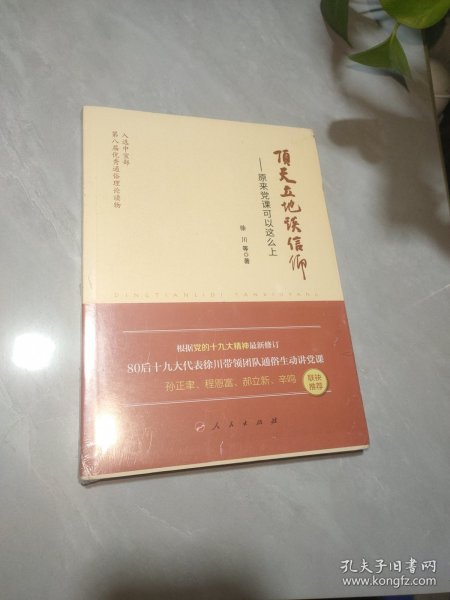 入选中宣部
第八届优秀通俗理论读物
顶天立地谈信仰
——原来党课可以这么上
徐川 等◎著
DINGTIANLIDI TANXINYANG
根据党的十九大精神最新修订
80后十九大代表徐川带领团队通俗生动讲党课
孙正聿、程恩富、郝立新、辛鸣
联袂
推荐
人民出版社
孔夫子旧书网
www.kongfz.com